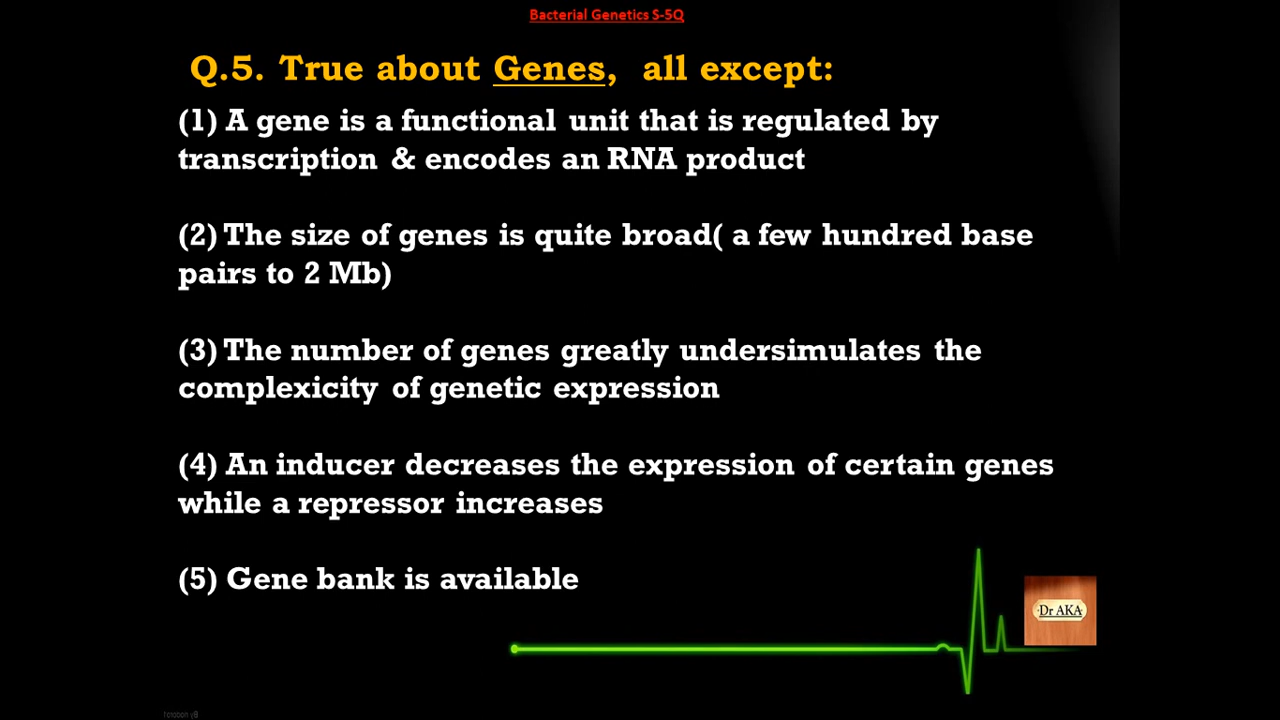 Bacterial Genetics S-5Q
Q.5. True about Genes, all except:
(1) A gene is a functional unit that is regulated by
transcription & encodes an RNA product
(2) The size of genes is quite broad( a few hundred base
pairs to 2 Mb)
(3) The number of genes greatly undersimulates the
complexicity of genetic expression
(4) An inducer decreases the expression of certain genes
while a repressor increases
(5) Gene bank is available
Dr AKA